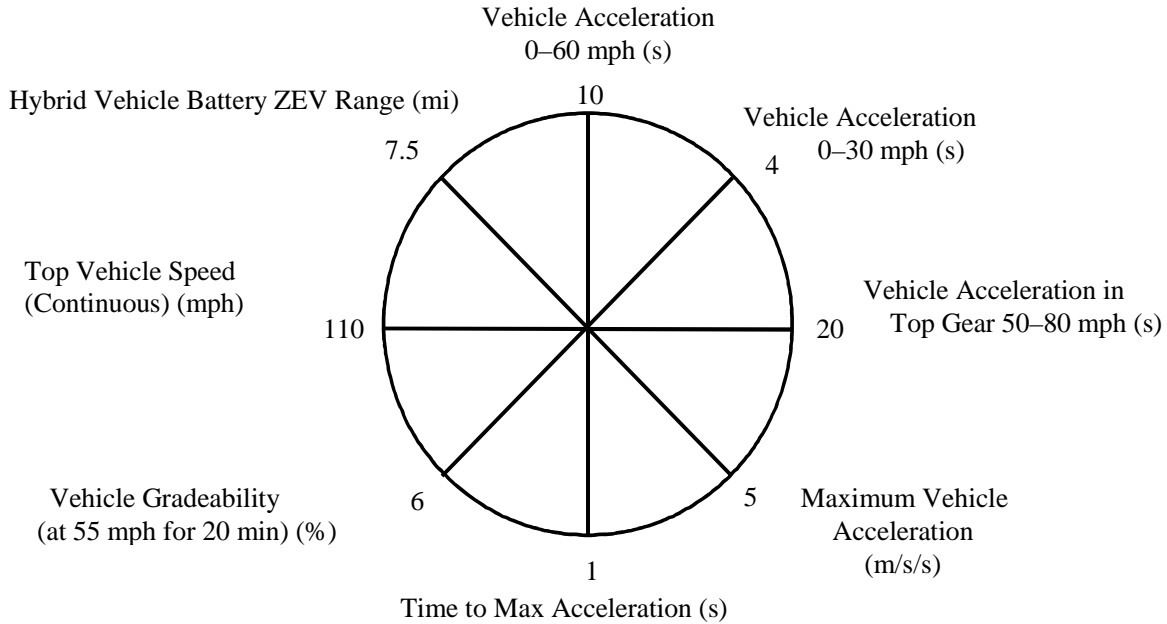 Vehicle Acceleration
0–60 mph (s)
10
Hybrid Vehicle Battery ZEV Range (mi)
7.5
Vehicle Acceleration
0–30 mph (s)
4
Top Vehicle Speed
(Continuous) (mph)
110
Vehicle Acceleration in
Top Gear 50–80 mph (s)
20
Vehicle Gradeability
(at 55 mph for 20 min) (%)
6
5
Maximum Vehicle
Acceleration
(m/s/s)
1
Time to Max Acceleration (s)